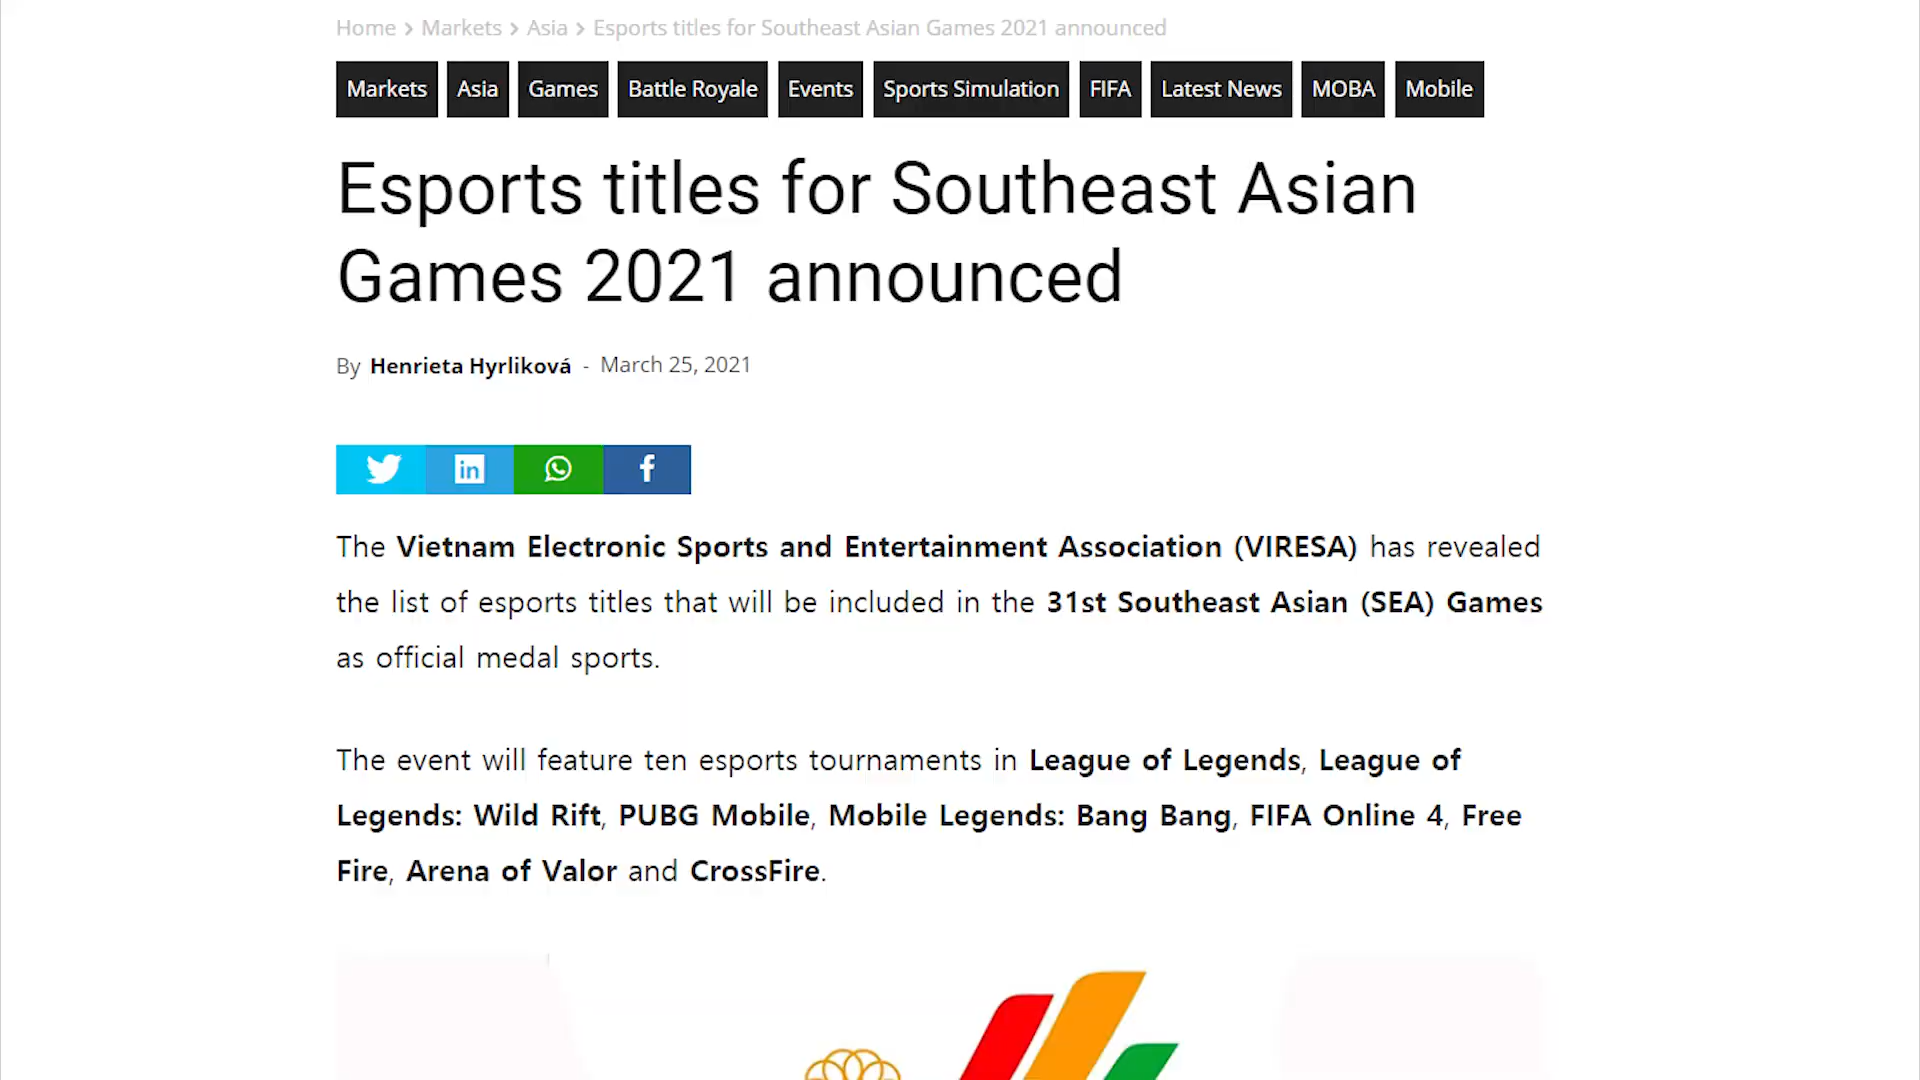 Home > Markets > Asia > Esports titles for Southeast Asian Games 2021 announced
Markets Asia Games Battle Royale Events Sports Simulation FIFA Latest News MOBA Mobile
Esports titles for Southeast Asian
Games 2021 announced
By Henrieta Hyrliková - March 25, 2021
The Vietnam Electronic Sports and Entertainment Association (VIRESA) has revealed
the list of esports titles that will be included in the 31st Southeast Asian (SEA) Games
as official medal sports.
The event will feature ten esports tournaments in League of Legends, League of
Legends: Wild Rift, PUBG Mobile, Mobile Legends: Bang Bang, FIFA Online 4, Free
Fire, Arena of Valor and CrossFire.